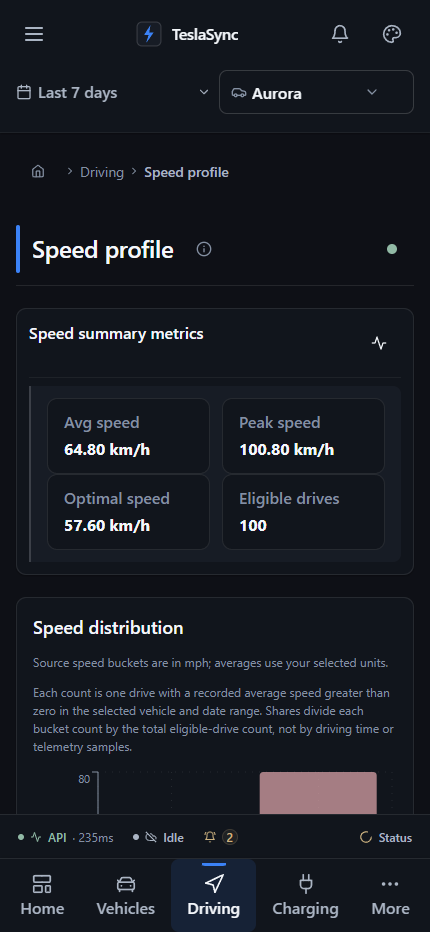 TeslaSync
Last 7 days
Aurora
Driving
Speed profile
Speed profile
Speed summary metrics
Avg speed
64.80 km/h
Peak speed
100.80 km/h
Optimal speed
57.60 km/h
Eligible drives
100
Speed distribution
Source speed buckets are in mph; averages use your selected units.
Each count is one drive with a recorded average speed greater than
zero in the selected vehicle and date range. Shares divide each
bucket count by the total eligible-drive count, not by driving time or
telemetry samples.
80
API · 235ms
Idle
2
Status
Home
Vehicles
Driving
Charging
More